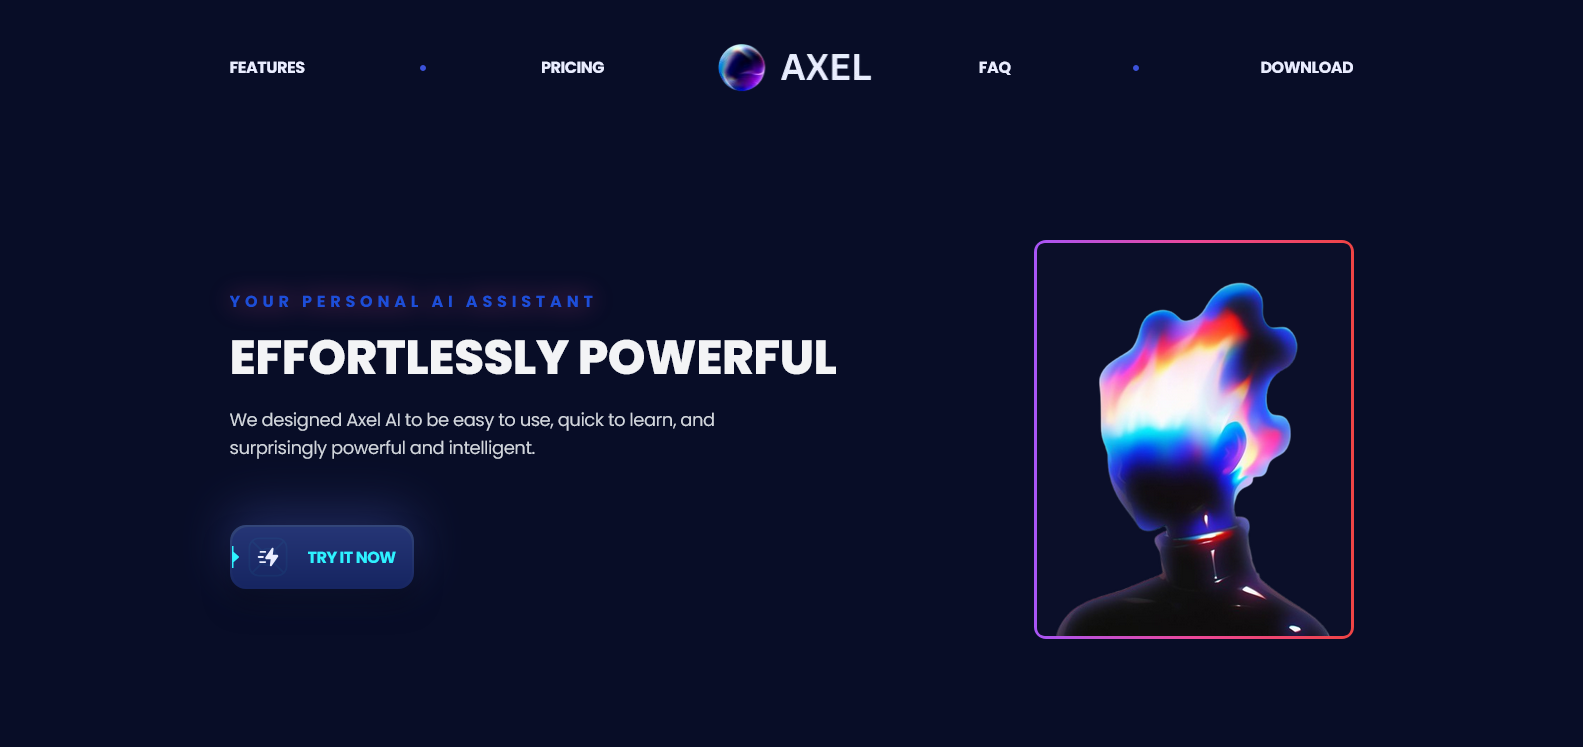 FEATURES
PRICING
AXEL
FAQ
DOWNLOAD
YOUR PERSONAL AI ASSISTANT
EFFORTLESSLY POWERFUL
We designed Axel AI to be easy to use, quick to learn, and
surprisingly powerful and intelligent.
TRY IT NOW